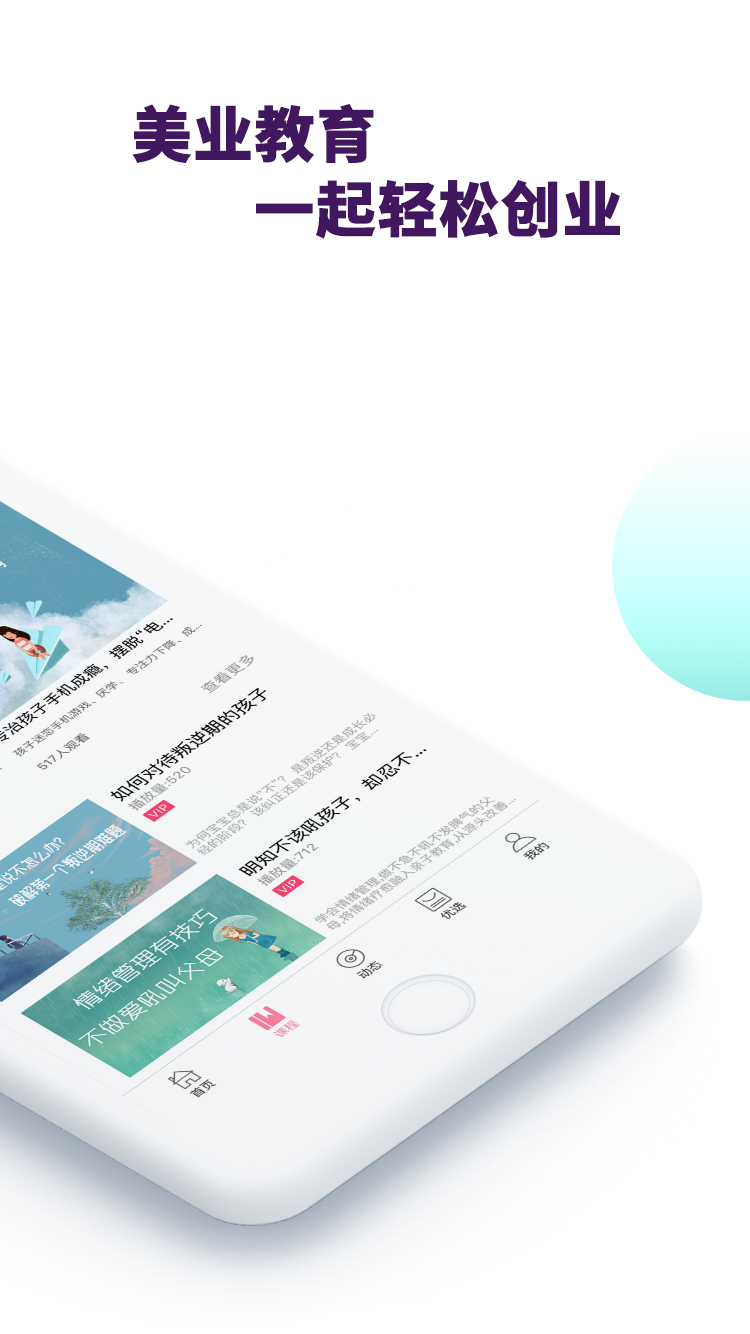 美业教育
一起轻松创业
专治孩子手机成瘾，摆脱“电...
孩子迷恋手机游戏、厌学、专注力下降、成...
517人观看
查看更多
如何对待叛逆期的孩子
播放量:520
VIP
为何宝宝总是说“不”？是叛逆还是成长必
经的阶段？该纠正还是该保护？宝宝...
是说不怎么办?
破解第一个叛逆期难题
明知不该吼孩子，却忍不...
播放量:712
VIP
学会情绪管理,做不急不吼不发脾气的父
母,将情绪疗愈融入亲子教育,从源头改善...
情绪管理有技巧
不做爱吼叫父母
首页
课程
动态
优选
我的